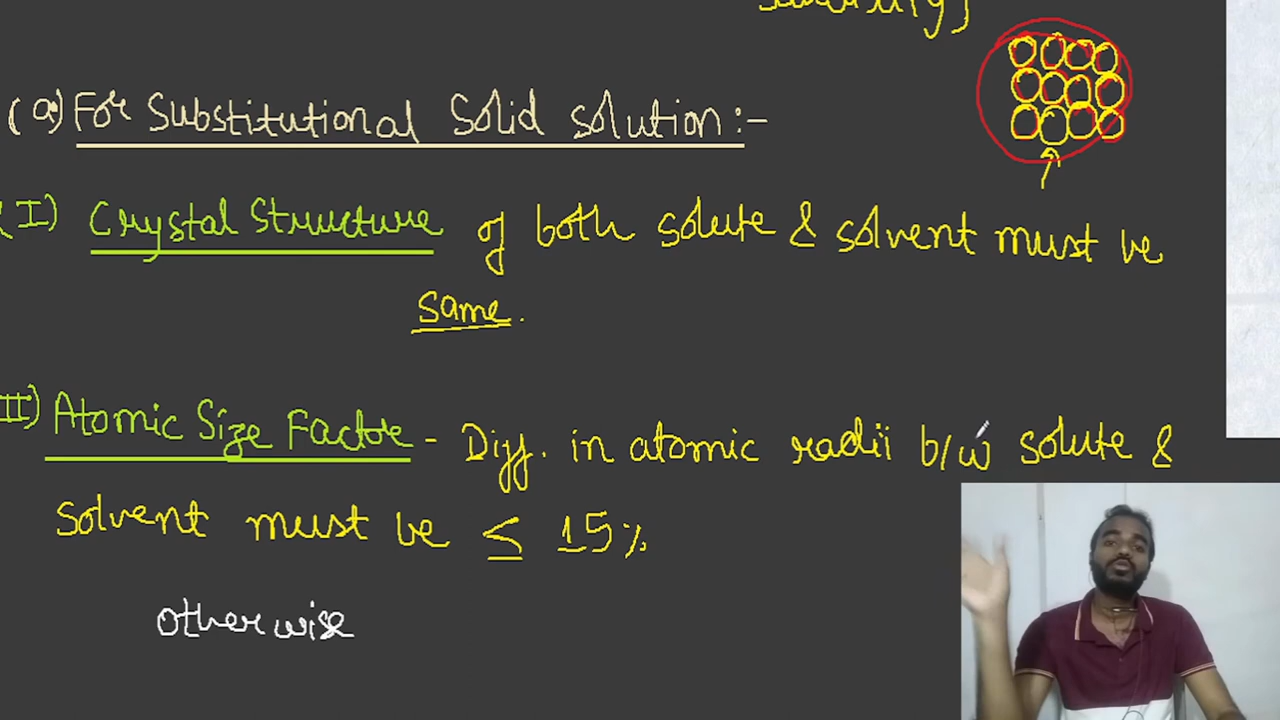 (a) For Substitutional Solid solution :-
(I) Crystal Structure of both solute & solvent must be
same.
II) Atomic Size Factor - Diff. in atomic radii b/w solute &
solvent must be ≤ 15%
otherwise